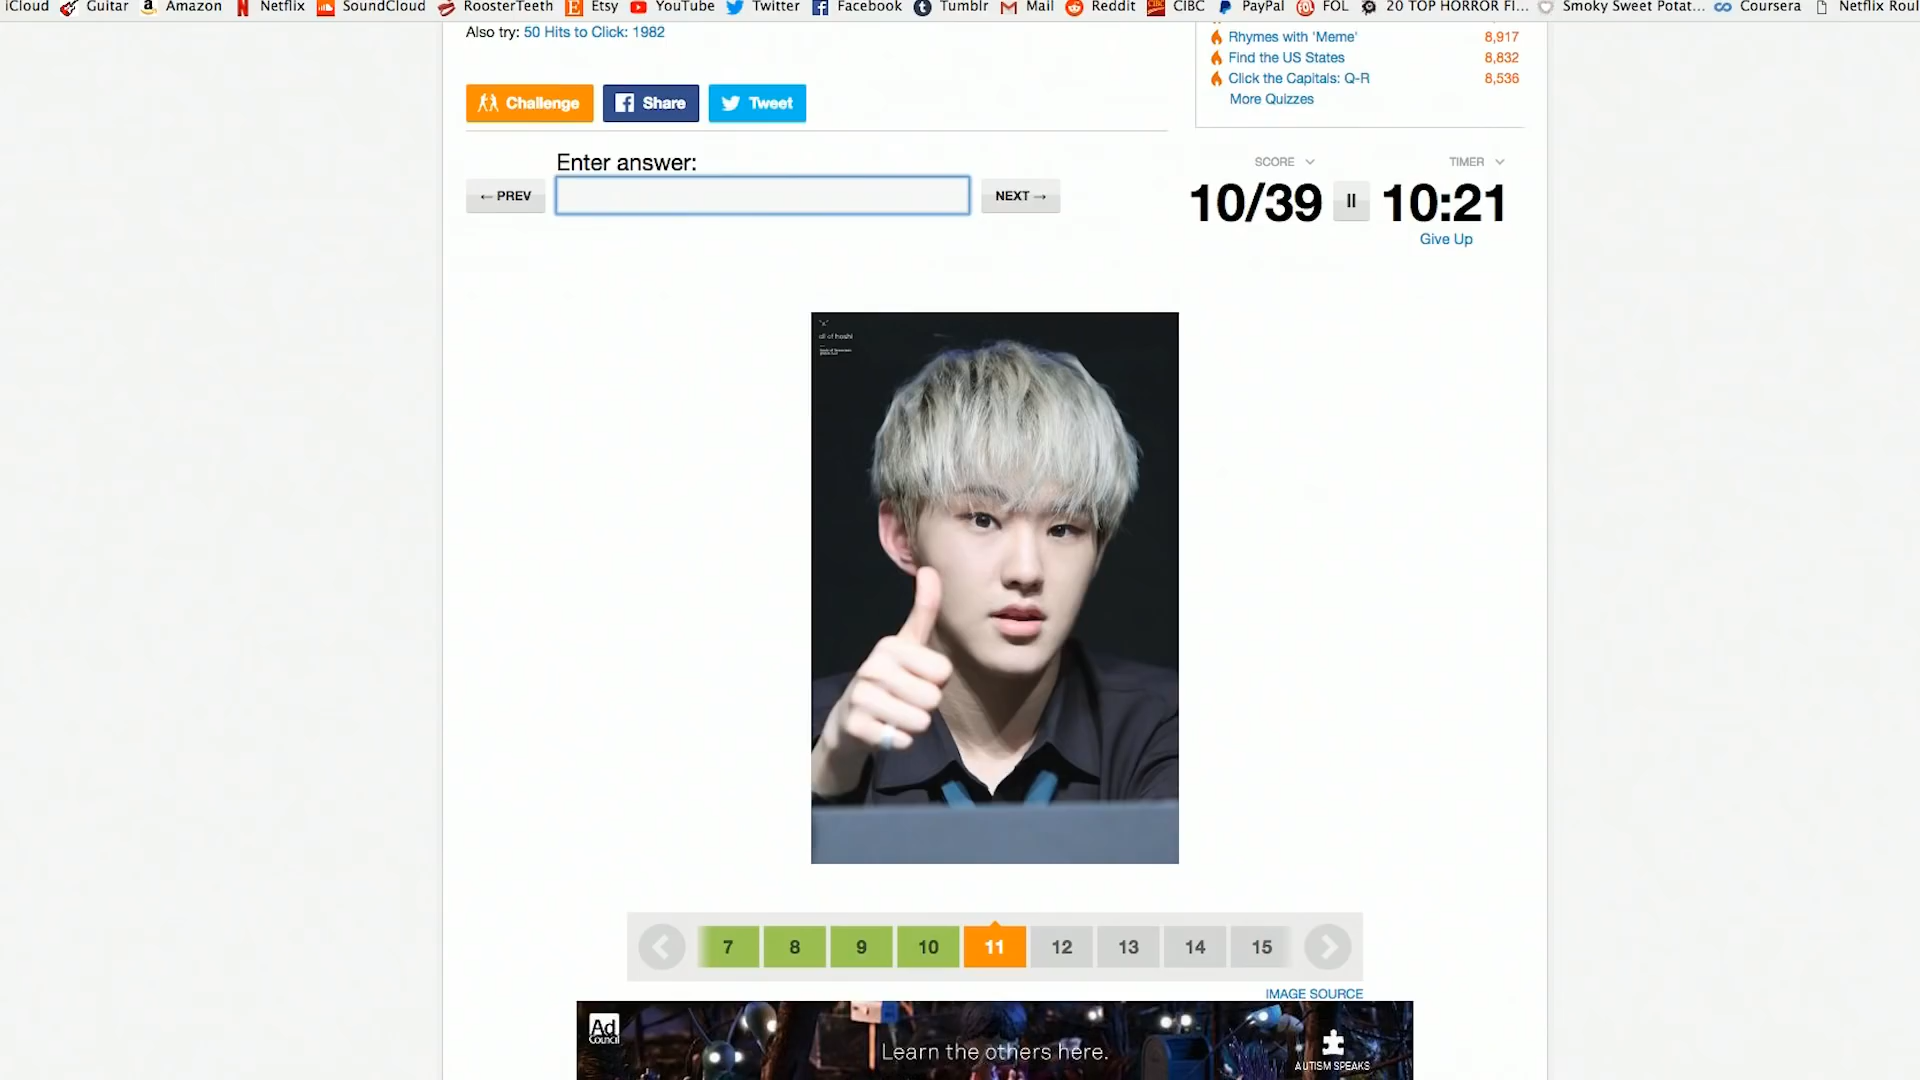 iCloud Guitar Amazon Netflix SoundCloud RoosterTeeth Etsy YouTube Twitter Facebook Tumblr Mail Reddit CIBC PayPal FOL 20 TOP HORROR FI... Smoky Sweet Potat... Coursera Netflix Roul
Also try: 50 Hits to Click: 1982
Rhymes with 'Meme' 8,917
Find the US States 8,832
Click the Capitals: Q-R 8,536
More Quizzes
Challenge Share Tweet
Enter answer:
← PREV NEXT →
SCORE TIMER
10/39 10:21
Give Up
all of hoshi
7 8 9 10 11 12 13 14 15
IMAGE SOURCE
Ad
Council
Learn the others here.
AUTISM SPEAKS